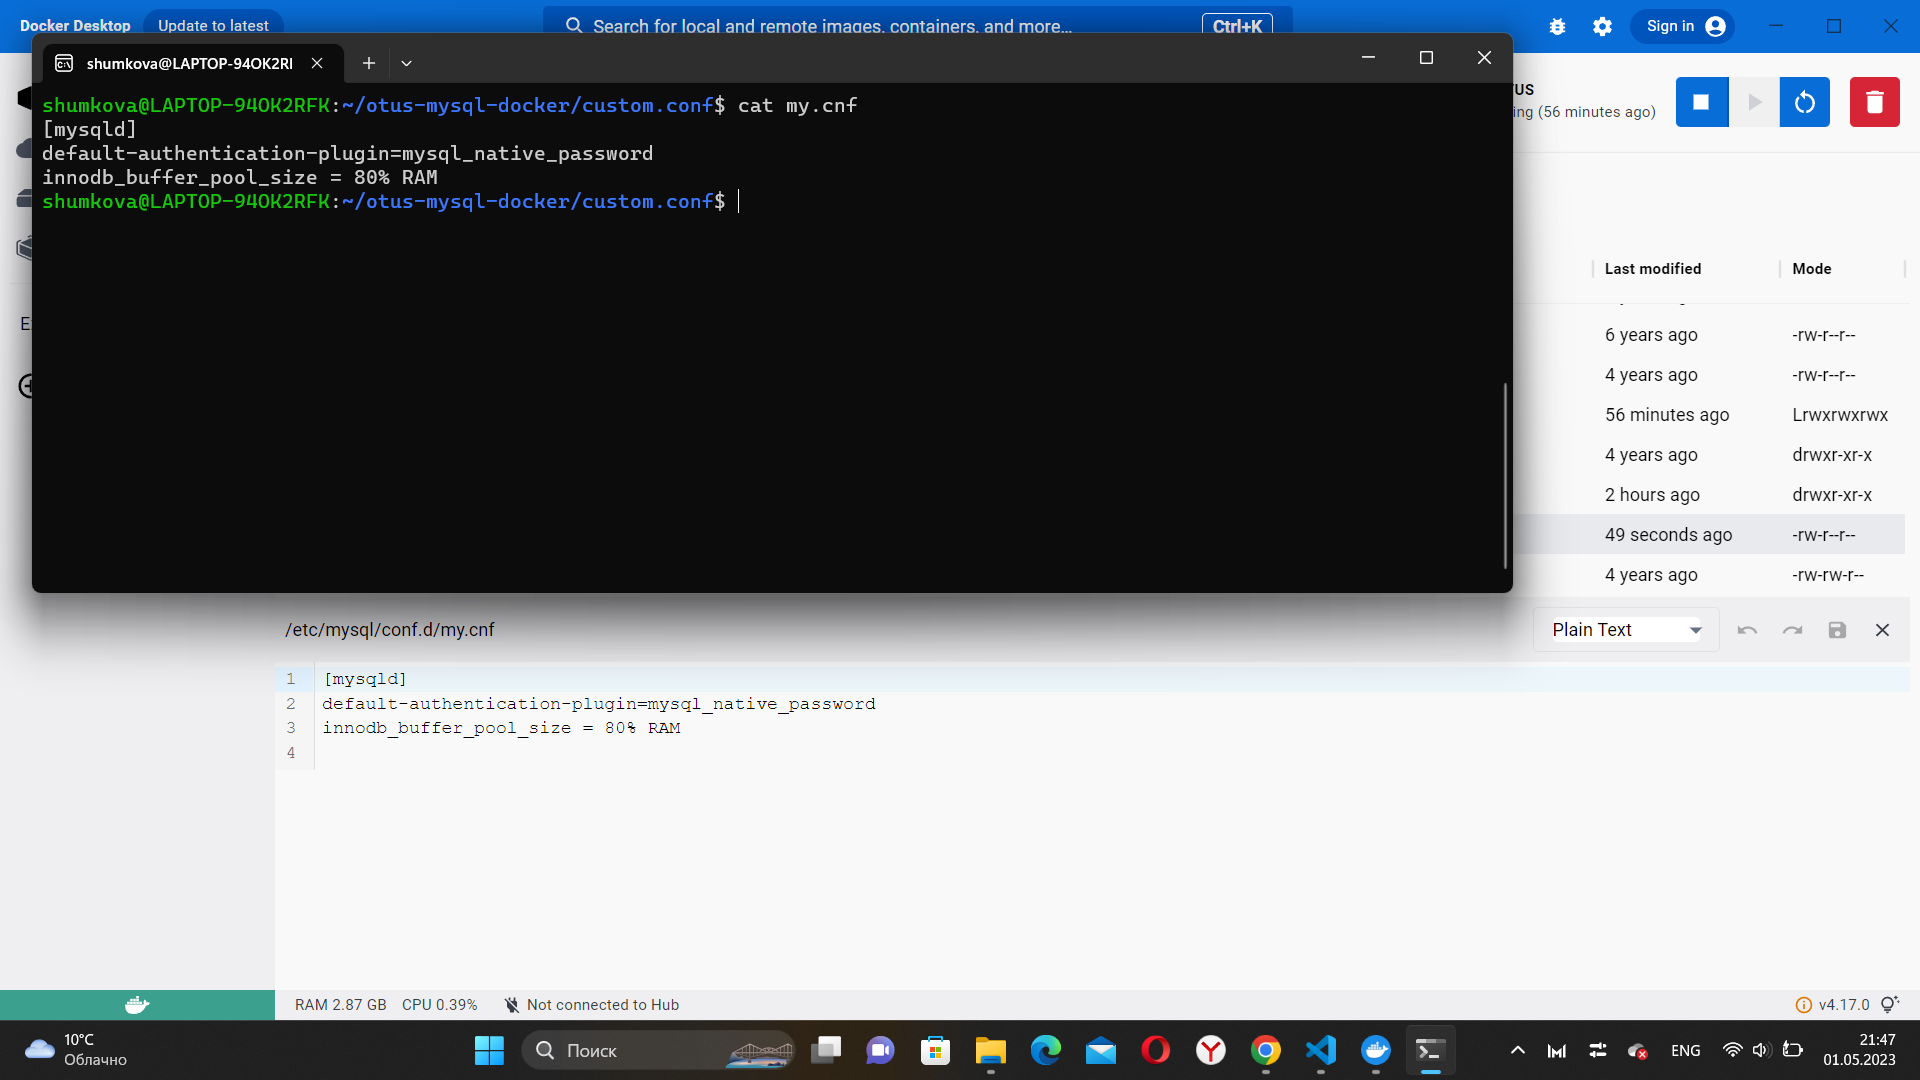 Docker Desktop
Update to latest
Search for local and remote images, containers, and more...
Ctrl+K
Sign in
shumkova@LAPTOP-94OK2RI
shumkova@LAPTOP-94OK2RFK:~/otus-mysql-docker/custom.conf$ cat my.cnf
[mysqld]
default-authentication-plugin=mysql_native_password
innodb_buffer_pool_size = 80% RAM
shumkova@LAPTOP-94OK2RFK:~/otus-mysql-docker/custom.conf$
TUS
ing (56 minutes ago)
Last modified
Mode
6 years ago
-rw-r--r--
4 years ago
-rw-r--r--
56 minutes ago
Lrwxrwxrwx
4 years ago
drwxr-xr-x
2 hours ago
drwxr-xr-x
49 seconds ago
-rw-r--r--
4 years ago
-rw-rw-r--
/etc/mysql/conf.d/my.cnf
Plain Text
1 [mysqld]
2 default-authentication-plugin=mysql_native_password
3 innodb_buffer_pool_size = 80% RAM
4
RAM 2.87 GB
CPU 0.39%
Not connected to Hub
v4.17.0
10°C
Облачно
Поиск
ENG
21:47
01.05.2023